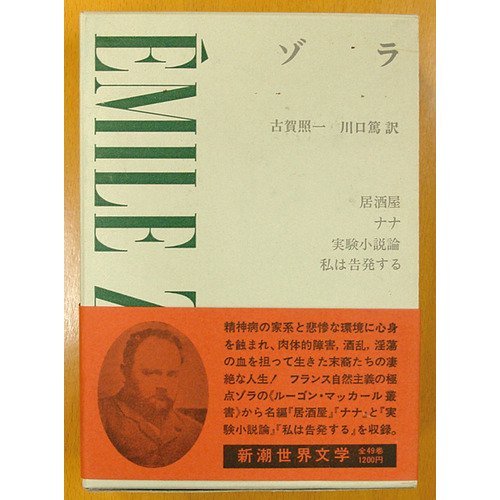 ÉMILE Z
ゾラ
古賀照一 川口篤 訳
居酒屋
ナナ
実験小説論
私は告発する
精神病の家系と悲惨な環境に心身
を蝕まれ、肉体的障害，酒乱，淫蕩
の血を担って生きた末裔たちの凄
絶な人生! フランス自然主義の極
点ゾラの《ルーゴン・マッカール叢
書》から名編『居酒屋』『ナナ』と『実
験小説論』『私は告発する』を収録。
新潮世界文学 全49巻
1200円